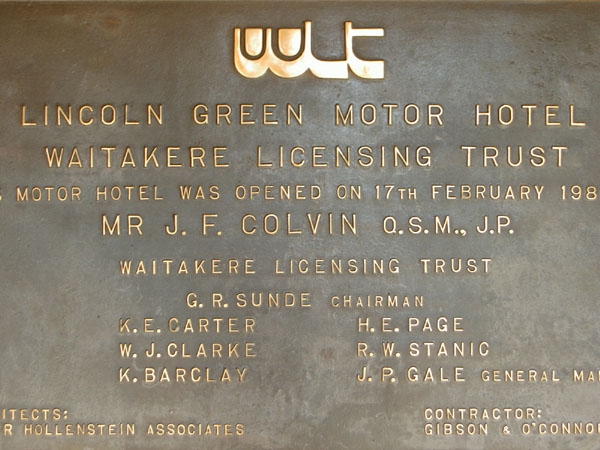 WLT
LINCOLN GREEN MOTOR HOTEL
WAITAKERE LICENSING TRUST
MOTOR HOTEL WAS OPENED ON 17TH FEBRUARY
MR J. F. COLVIN Q.S.M., J.P.
WAITAKERE LICENSING TRUST
G. R. SUNDE CHAIRMAN
K. E. CARTER H. E. PAGE
W. J. CLARKE R. W. STANIC
K. BARCLAY J. P. GALE GENERAL
CONTRACTOR:
HOLLENSTEIN ASSOCIATES GIBSON &